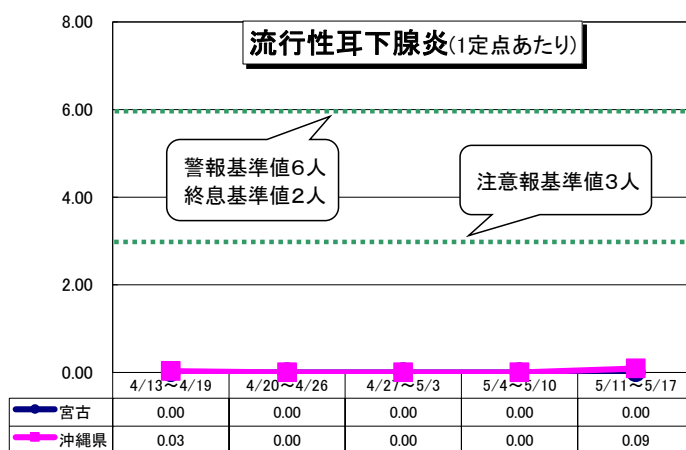 流行性耳下腺炎(1定点あたり)
8.00
6.00
警報基準値6人
終息基準値2人
注意報基準値3人
4.00
2.00
0.00
4/13～4/19 4/20～4/26 4/27～5/3 5/4～5/10 5/11～5/17
宮古 0.00 0.00 0.00 0.00 0.00
沖縄県 0.03 0.00 0.00 0.00 0.09